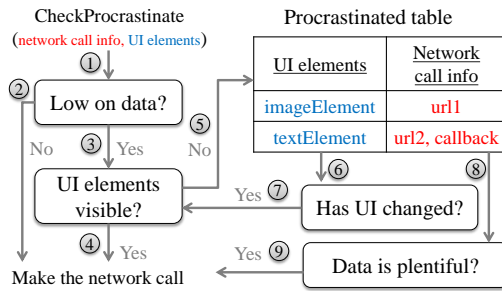 CheckProcrastinate
(network call info, UI elements)
Procrastinated table
1
2
Low on data?
3
No
Yes
5
No
UI elements
visible?
4
Yes
Make the network call
UI elements
Network
call info
imageElement
url1
textElement
url2, callback
6
8
7
Yes
Has UI changed?
9
Yes
Data is plentiful?